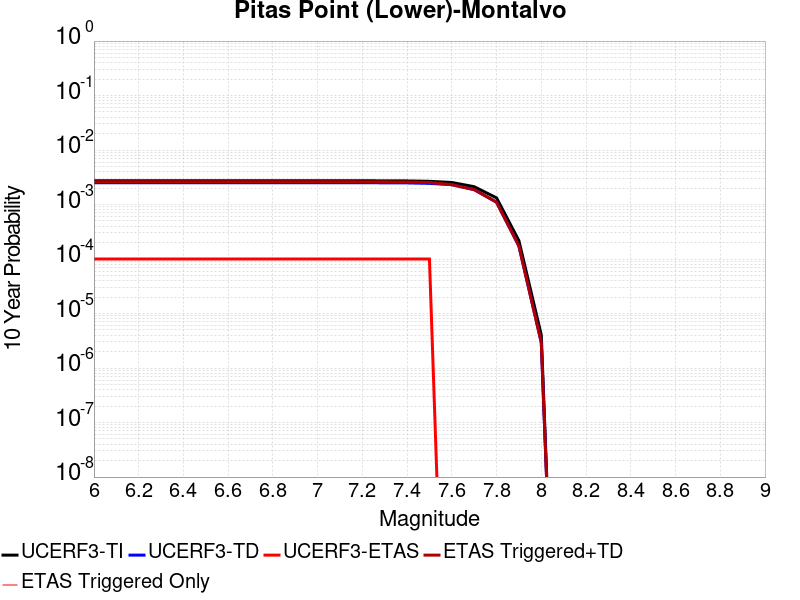 Pitas Point (Lower)-Montalvo
10 0
10 -1
10 -2
10 -3
10 -4
10 -5
10 -6
10 -7
10 -8
10 Year Probability
6 6.2 6.4 6.6 6.8 7 7.2 7.4 7.6 7.8 8 8.2 8.4 8.6 8.8 9
Magnitude
UCERF3-TI UCERF3-TD UCERF3-ETAS ETAS Triggered+TD
ETAS Triggered Only